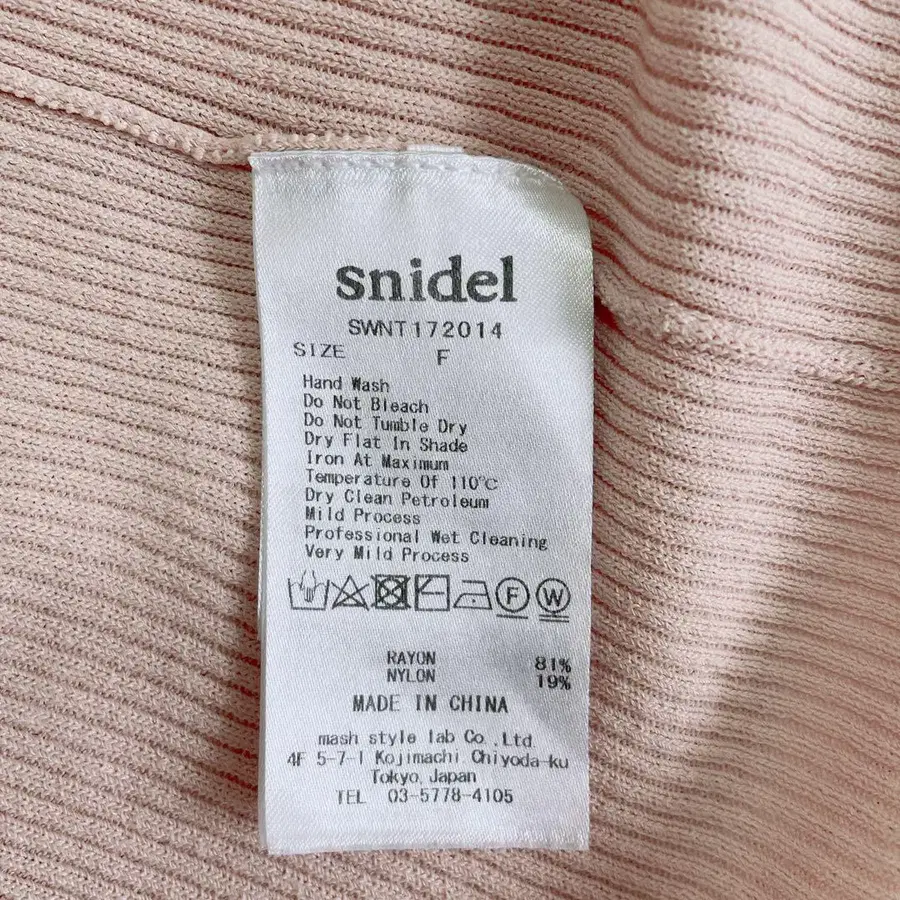 snidel
SWNT172014
SIZE F
Hand Wash
Do Not Bleach
Do Not Tumble Dry
Dry Flat In Shade
Iron At Maximum
Temperature Of 110℃
Dry Clean Petroleum
Mild Process
Professional Wet Cleaning
Very Mild Process
F W
RAYON 81%
NYLON 19%
MADE IN CHINA
mash style lab Co.,Ltd
4F 5-7-1 Kojimachi Chiyoda-ku
Tokyo, Japan
TEL 03-5778-4105